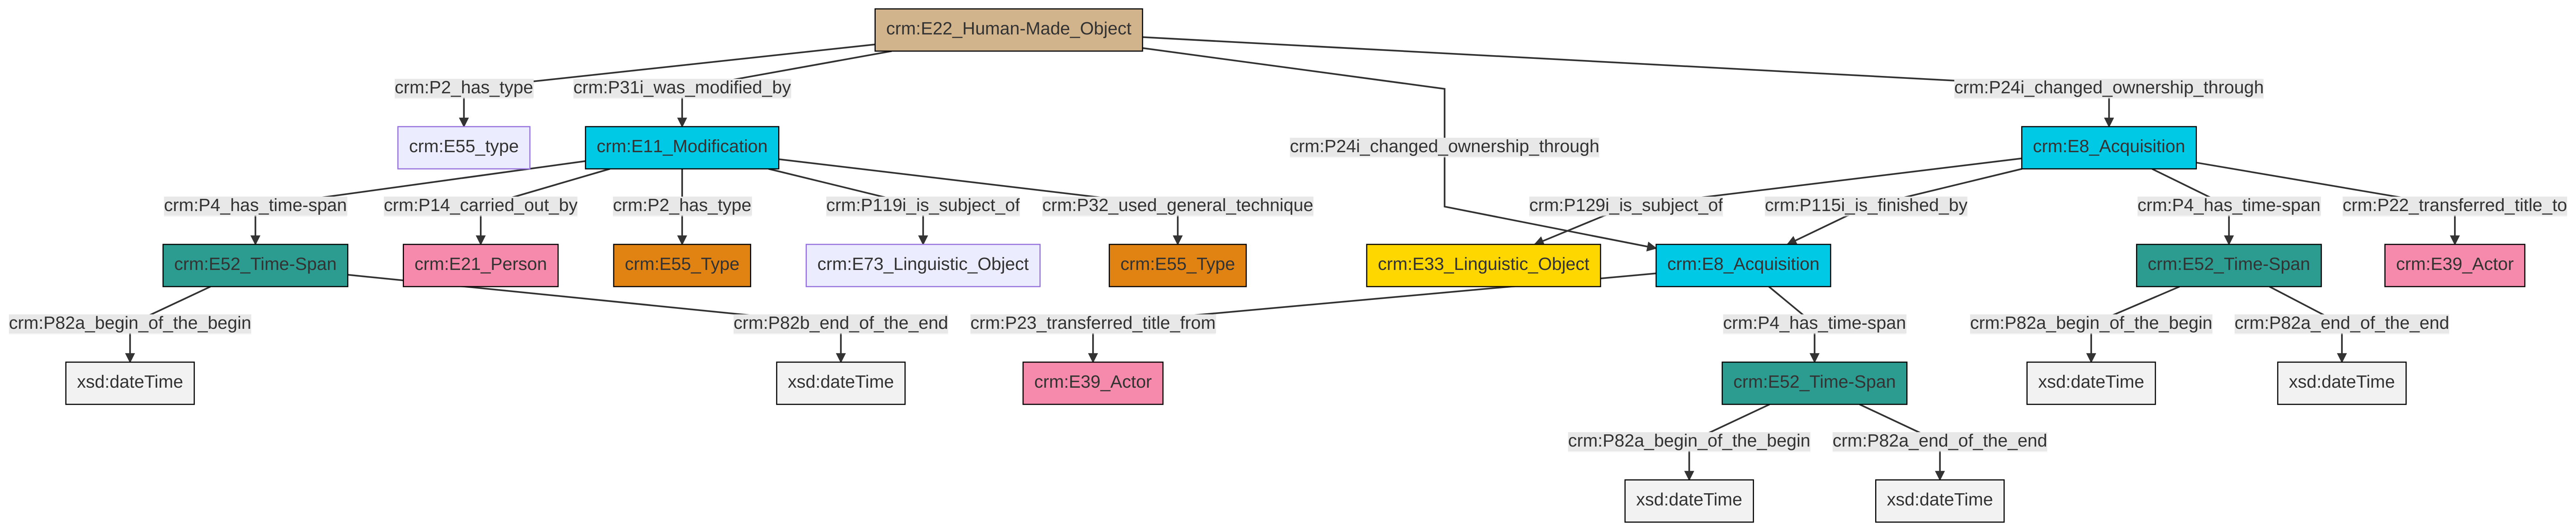 crm:E22_Human-Made_Object
crm:P2_has_type
crm:P31i_was_modified_by
crm:P24i_changed_ownership_through
crm:E55_type
crm:E11_Modification
crm:P24i_changed_ownership_through
crm:E8_Acquisition
crm:P4_has_time-span
crm:P14_carried_out_by
crm:P2_has_type
crm:P119i_is_subject_of
crm:P32_used_general_technique
crm:P129i_is_subject_of
crm:P115i_is_finished_by
crm:P4_has_time-span
crm:P22_transferred_title_to
crm:E52_Time-Span
crm:E21_Person
crm:E55_Type
crm:E73_Linguistic_Object
crm:E55_Type
crm:E33_Linguistic_Object
crm:E8_Acquisition
crm:E52_Time-Span
crm:E39_Actor
crm:P82a_begin_of_the_begin
crm:P82b_end_of_the_end
crm:P23_transferred_title_from
crm:P4_has_time-span
crm:P82a_begin_of_the_begin
crm:P82a_end_of_the_end
xsd:dateTime
xsd:dateTime
crm:E39_Actor
crm:E52_Time-Span
xsd:dateTime
xsd:dateTime
crm:P82a_begin_of_the_begin
crm:P82a_end_of_the_end
xsd:dateTime
xsd:dateTime